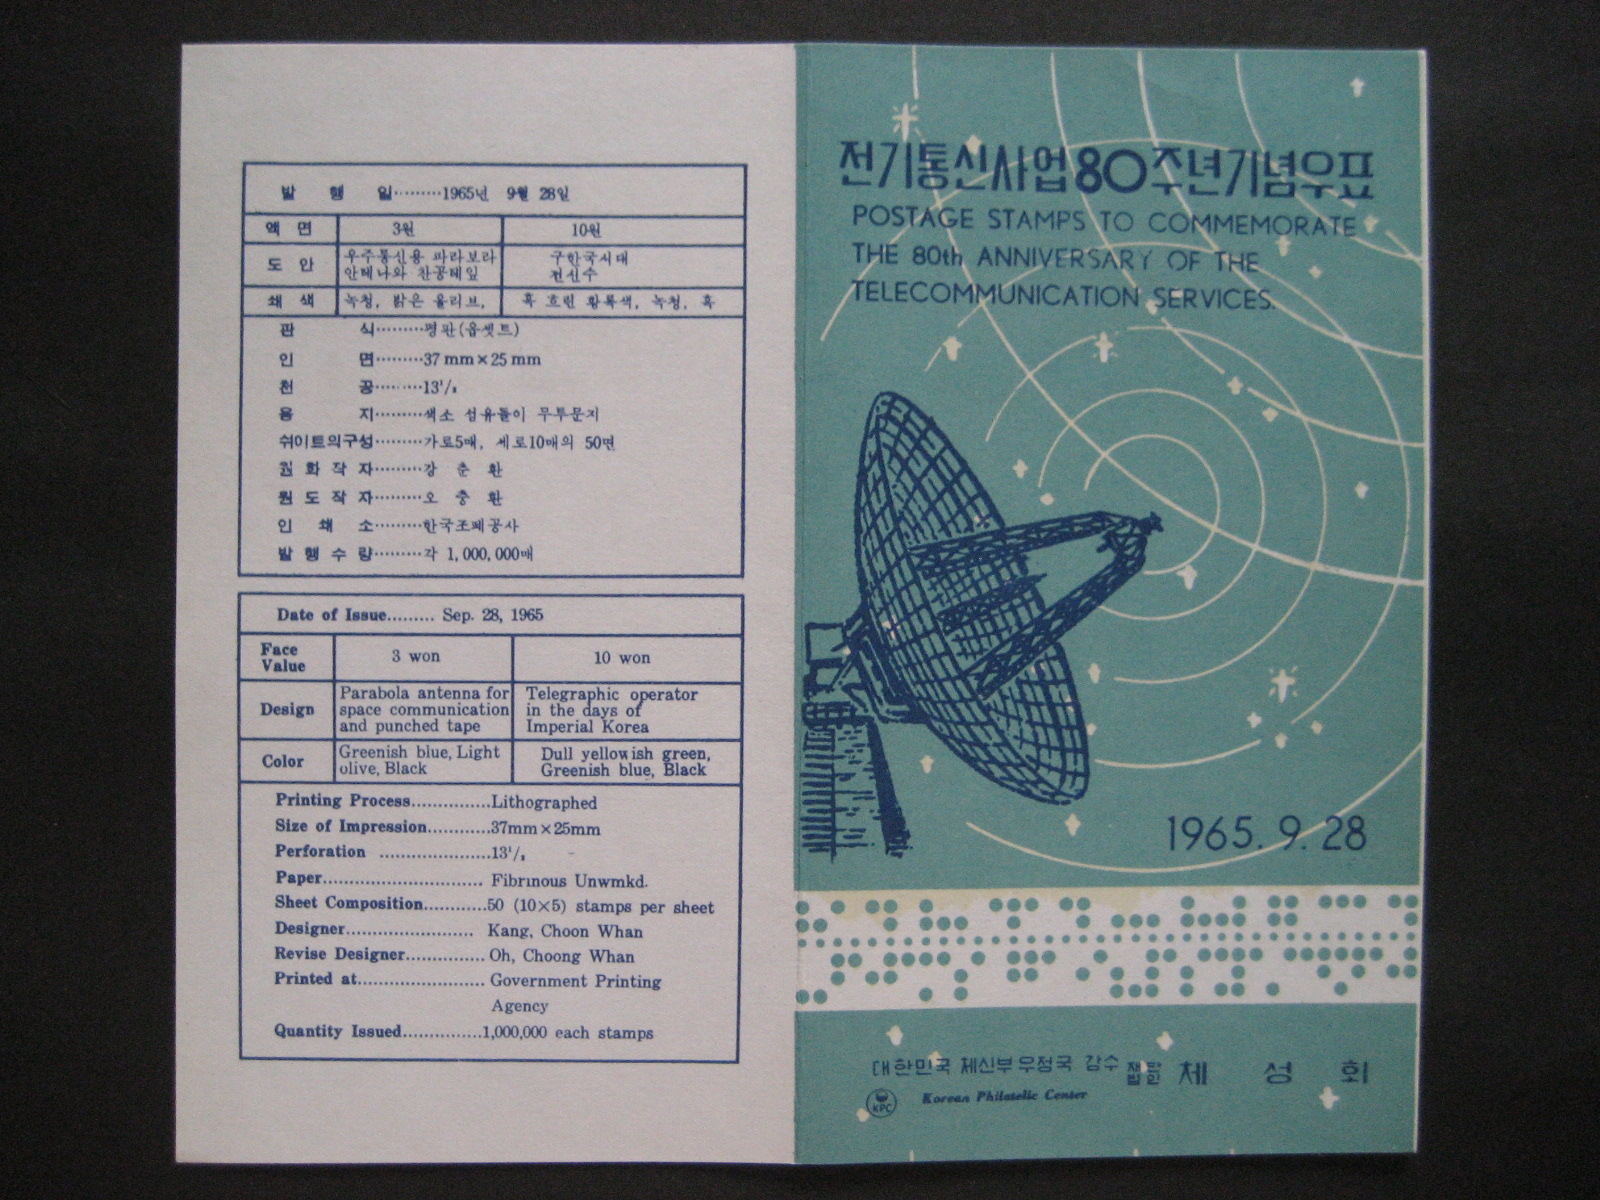 발 행 일………1965년 9월 28일
액 면 3원 10원
도 안 우주통신용 파라보라 안테나와 찬공테잎 구한국시대 전신수
쇄 색 녹청, 밝은 올리브, 흑 흐린 황록색, 녹청, 흑
판 식………평판(옵셋트)
인 면………37 mm×25 mm
천 공………13¹/₂
용 지………색소 섬유들이 무투문지
쉬이트의구성………가로5매, 세로10매의 50면
원 화 작 자………강 춘 환
원 도 작 자………오 충 환
인 쇄 소………한국조폐공사
발 행 수 량………각 1,000,000매
Date of Issue......... Sep. 28, 1965
Face Value 3 won 10 won
Design Parabola antenna for space communication and punched tape Telegraphic operator in the days of Imperial Korea
Color Greenish blue, Light olive, Black Dull yellowish green, Greenish blue, Black
Printing Process...............Lithographed
Size of Impression............37mm×25mm
Perforation .....................13¹/₂
Paper.............................. Fibrinous Unwmkd.
Sheet Composition............50 (10×5) stamps per sheet
Designer........................ Kang, Choon Whan
Revise Designer............... Oh, Choong Whan
Printed at........................ Government Printing
Agency
Quantity Issued...............1,000,000 each stamps
전기통신사업80주년기념우표
POSTAGE STAMPS TO COMMEMORATE
THE 80th ANNIVERSARY OF THE
TELECOMMUNICATION SERVICES.
1965. 9. 28
대한민국 체신부우정국 감수 재단법인 체 성 회
KPC Korean Philatelic Center